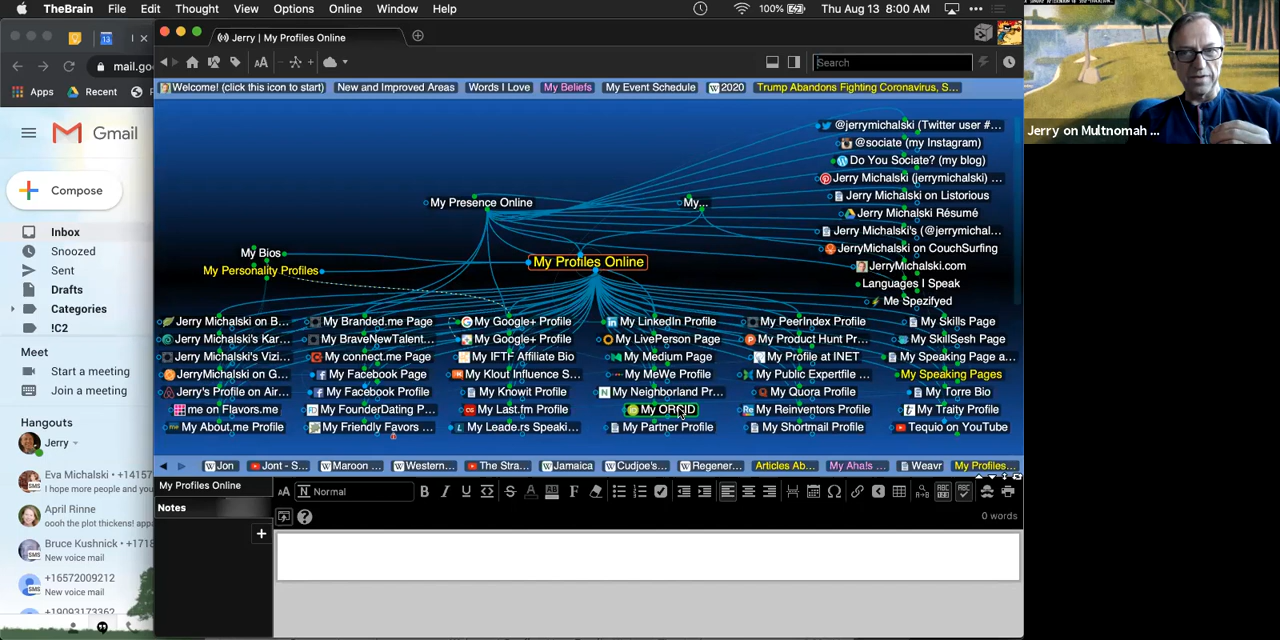 TheBrain File Edit Thought View Options Online Window Help 100% Thu Aug 13 8:00 AM
Jerry | My Profiles Online
mail.go
Search
Apps Recent
Welcome! (click this icon to start) New and Improved Areas Words I Love My Beliefs My Event Schedule 2020 Trump Abandons Fighting Coronavirus, S...
Gmail
Compose
Inbox
Snoozed
Sent
Drafts
Categories
!C2
Meet
Start a meeting
Join a meeting
Hangouts
Jerry
Eva Michalski • +1415
I hope more people and you
April Rinne
oooh the plot thickens! appa
Bruce Kushnick • +1718
New voice mail
+16572009212
New voice mail
+19093173362
@jerrymichalski (Twitter user #...
@sociate (my Instagram)
Do You Sociate? (my blog)
Jerry Michalski (jerrymichalski) ...
Jerry Michalski on Listorious
Jerry Michalski Résumé
Jerry Michalski's (@jerrymichal...
JerryMichalski on CouchSurfing
JerryMichalski.com
Languages I Speak
Me Spezifyed
My Presence Online My...
My Bios
My Personality Profiles
My Profiles Online
Jerry Michalski on B... My Branded.me Page My Google+ Profile My LinkedIn Profile My PeerIndex Profile My Skills Page
Jerry Michalski's Kar... My BraveNewTalent... My Google+ Profile My LivePerson Page My Product Hunt Pr... My SkillSesh Page
Jerry Michalski's Vizi... My connect.me Page My IFTF Affiliate Bio My Medium Page My Profile at INET My Speaking Page a...
JerryMichalski on G... My Facebook Page My Klout Influence S... My MeWe Profile My Public Expertfile ... My Speaking Pages
Jerry's Profile on Air... My Facebook Profile My Knowit Profile My Neighborland Pr... My Quora Profile My Torre Bio
me on Flavors.me My FounderDating P... My Last.fm Profile My ORCID My Reinventors Profile My Traity Profile
My About.me Profile My Friendly Favors ... My Leade.rs Speaki... My Partner Profile My Shortmail Profile Tequio on YouTube
Jon Jont - S... Maroon ... Western... The Stra... Jamaica Cudjoe's... Regener... Articles Ab... My Aha!s ... Weavr My Profiles...
My Profiles Online
Normal
Notes
0 words
Jerry on Multnomah ...